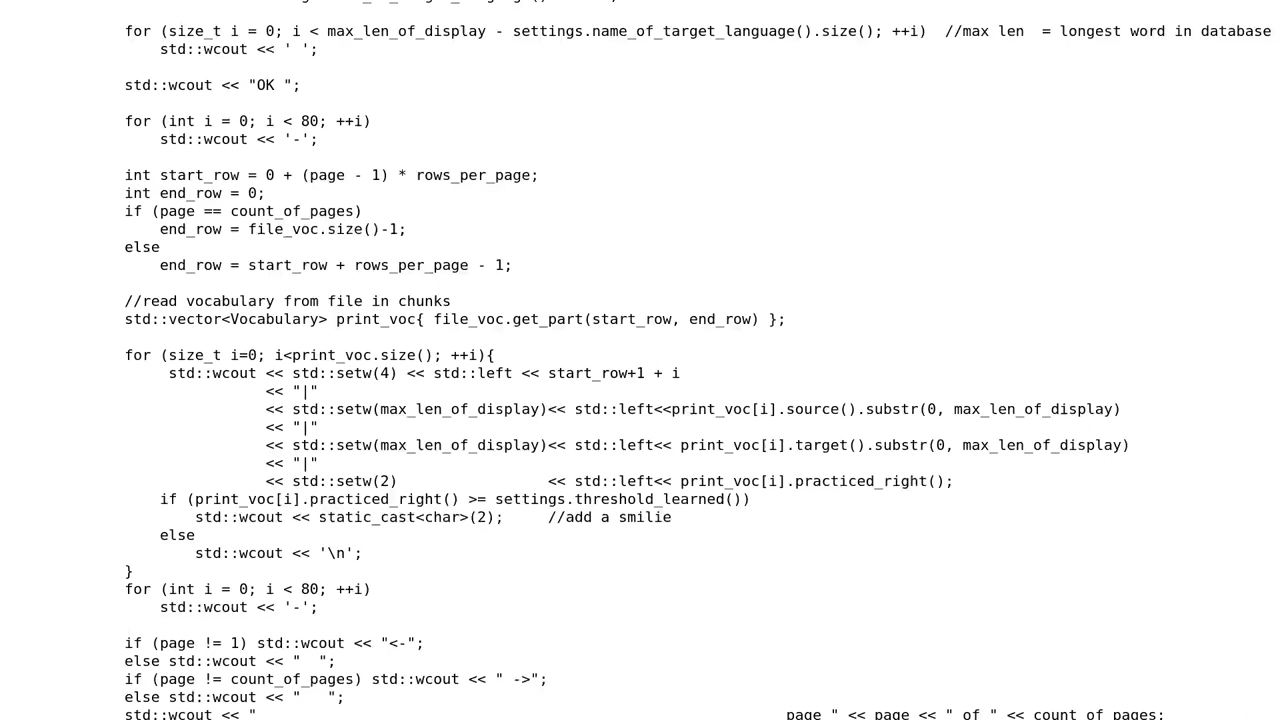 for (size_t i = 0; i < max_len_of_display - settings.name_of_target_language().size(); ++i)  //max len  = longest word in database
    std::wcout << ' ';

std::wcout << "OK ";

for (int i = 0; i < 80; ++i)
    std::wcout << '-';

int start_row = 0 + (page - 1) * rows_per_page;
int end_row = 0;
if (page == count_of_pages)
    end_row = file_voc.size()-1;
else
    end_row = start_row + rows_per_page - 1;

//read vocabulary from file in chunks
std::vector<Vocabulary> print_voc{ file_voc.get_part(start_row, end_row) };

for (size_t i=0; i<print_voc.size(); ++i){
     std::wcout << std::setw(4) << std::left << start_row+1 + i
                << "|"
                << std::setw(max_len_of_display)<< std::left<<print_voc[i].source().substr(0, max_len_of_display)
                << "|"
                << std::setw(max_len_of_display)<< std::left<< print_voc[i].target().substr(0, max_len_of_display)
                << "|"
                << std::setw(2)                 << std::left<< print_voc[i].practiced_right();
    if (print_voc[i].practiced_right() >= settings.threshold_learned())
        std::wcout << static_cast<char>(2);     //add a smilie
    else
        std::wcout << '\n';
}
for (int i = 0; i < 80; ++i)
    std::wcout << '-';

if (page != 1) std::wcout << "<-";
else std::wcout << "  ";
if (page != count_of_pages) std::wcout << " ->";
else std::wcout << "   ";
std::wcout << "                                                            page " << page << " of " << count_of_pages;